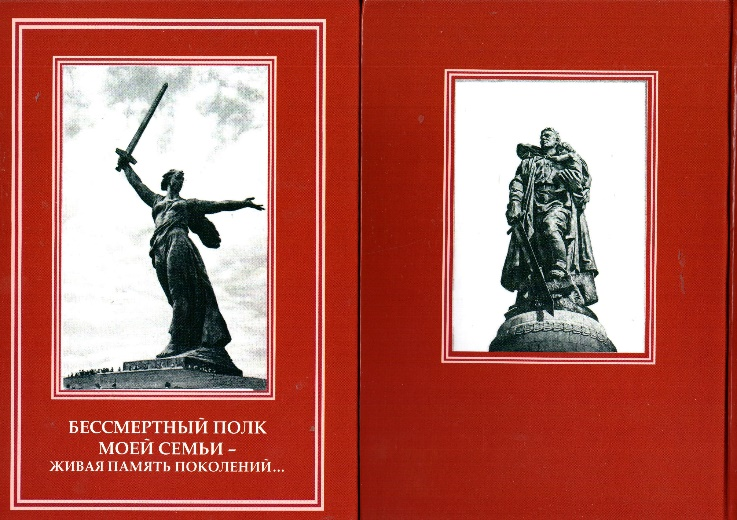 БЕССМЕРТНЫЙ ПОЛК
МОЕЙ СЕМЬИ –
ЖИВАЯ ПАМЯТЬ ПОКОЛЕНИЙ...